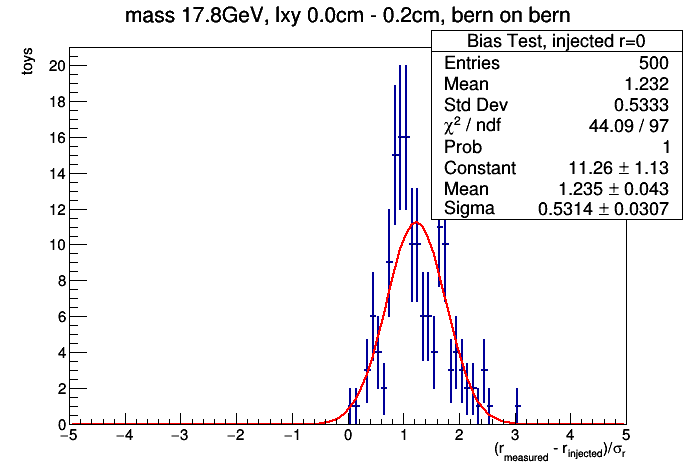 mass 17.8GeV, lxy 0.0cm - 0.2cm, bern on bern
toys
Bias Test, injected r=0
Entries 500
Mean 1.232
Std Dev 0.5333
χ² / ndf 44.09 / 97
Prob 1
Constant 11.26 ± 1.13
Mean 1.235 ± 0.043
Sigma 0.5314 ± 0.0307
20
18
16
14
12
10
8
6
4
2
0
−5 −4 −3 −2 −1 0 1 2 3 4 5
(r_measured - r_injected)/σ_r